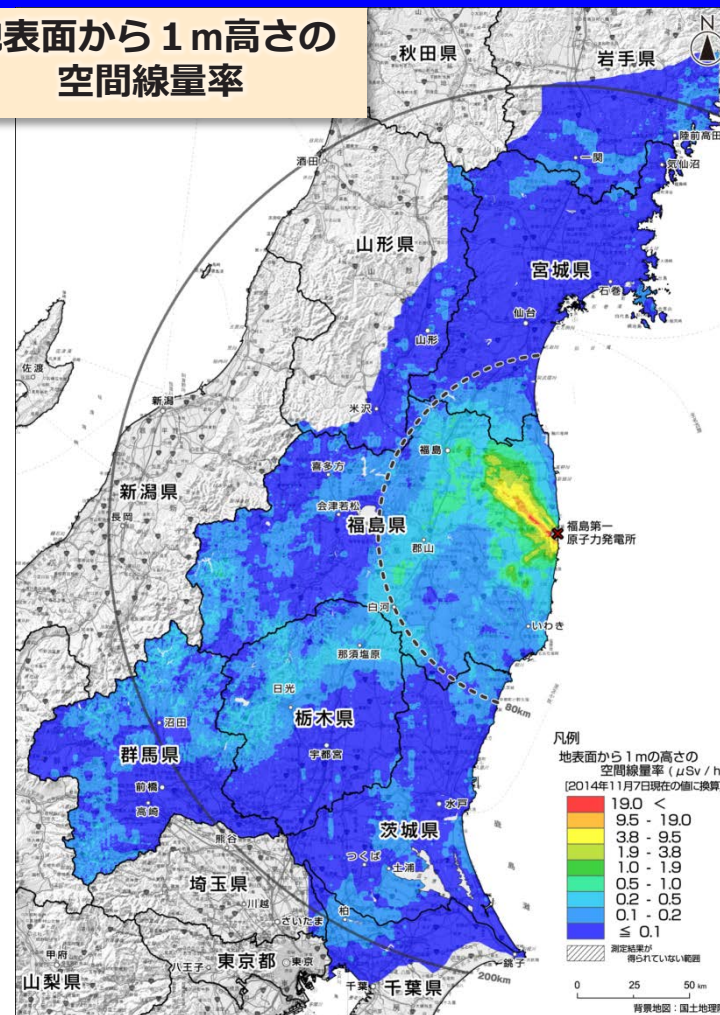 地表面から１ｍ高さの
空間線量率
N
秋田県
岩手県
陸前高田
一関
気仙沼
酒田
山形県
宮城県
石巻
仙台
山形
佐渡
新潟
米沢
福島
喜多方
新潟県
会津若松
長岡
福島県
福島第一
原子力発電所
郡山
白河
いわき
那須塩原
80km
日光
沼田
栃木県
群馬県
宇都宮
前橋
高崎
水戸
茨城県
熊谷
つくば
土浦
埼玉県
川越
柏
さいたま
甲府
八王子
東京都
東京
山梨県
200km
銚子
千葉
千葉県
凡例
地表面から1mの高さの
空間線量率 ( μSv / h
[2014年11月7日現在の値に換算
19.0 <
9.5 - 19.0
3.8 - 9.5
1.9 - 3.8
1.0 - 1.9
0.5 - 1.0
0.2 - 0.5
0.1 - 0.2
≤ 0.1
測定結果が
得られていない範囲
0 25 50 km
背景地図：国土地理院